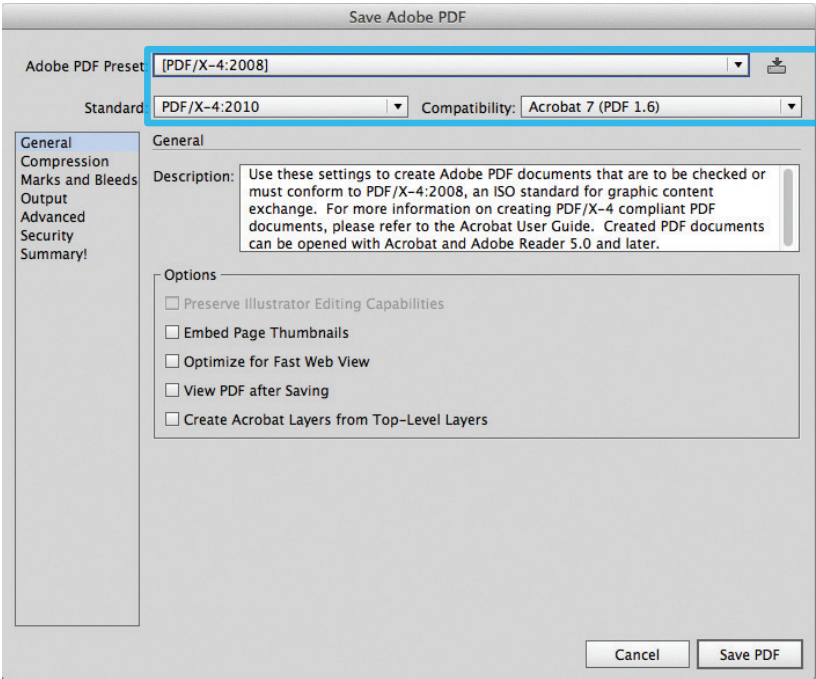 Save Adobe PDF
Adobe PDF Preset: [PDF/X-4:2008]
Standard: PDF/X-4:2010 Compatibility: Acrobat 7 (PDF 1.6)
General
Compression
Marks and Bleeds
Output
Advanced
Security
Summary!
General
Description: Use these settings to create Adobe PDF documents that are to be checked or
must conform to PDF/X-4:2008, an ISO standard for graphic content
exchange. For more information on creating PDF/X-4 compliant PDF
documents, please refer to the Acrobat User Guide. Created PDF documents
can be opened with Acrobat and Adobe Reader 5.0 and later.
Options
Preserve Illustrator Editing Capabilities
Embed Page Thumbnails
Optimize for Fast Web View
View PDF after Saving
Create Acrobat Layers from Top-Level Layers
Cancel Save PDF